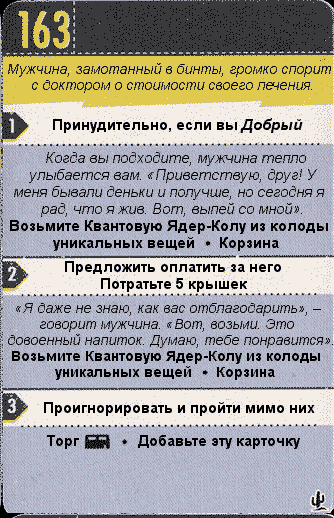 163
Мужчина, замотанный в бинты, громко спорит
с доктором о стоимости своего лечения.
1 Принудительно, если вы Добрый
Когда вы подходите, мужчина тепло
улыбается вам. «Приветствую, друг! У
меня бывали деньки и получше, но сегодня я
рад, что я жив. Вот, выпей со мной».
Возьмите Квантовую Ядер-Колу из колоды
уникальных вещей • Корзина
2 Предложить оплатить за него
Потратьте 5 крышек
«Я даже не знаю, как вас отблагодарить», –
говорит мужчина. «Вот, возьми. Это
довоенный напиток. Думаю, тебе понравится».
Возьмите Квантовую Ядер-Колу из колоды
уникальных вещей • Корзина
3 Проигнорировать и пройти мимо них
Торг • Добавьте эту карточку